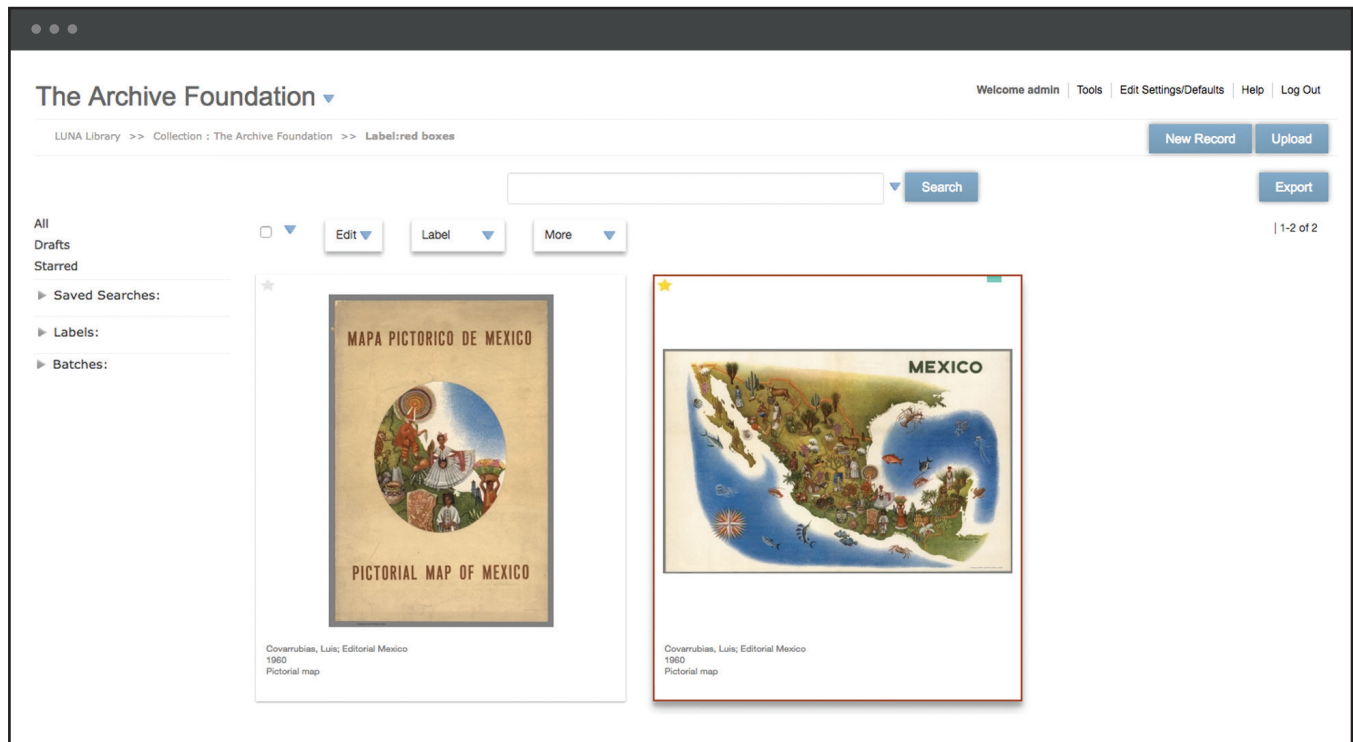 The Archive Foundation
Welcome admin | Tools | Edit Settings/Defaults | Help | Log Out
LUNA Library >> Collection : The Archive Foundation >> Label:red boxes
New Record
Upload
Search
Export
All
Drafts
Starred
Saved Searches:
Labels:
Batches:
Edit
Label
More
| 1-2 of 2
MAPA PICTORICO DE MEXICO
PICTORIAL MAP OF MEXICO
Covarrubias, Luis; Editorial Mexico
1960
Pictorial map
MEXICO
Covarrubias, Luis; Editorial Mexico
1960
Pictorial map